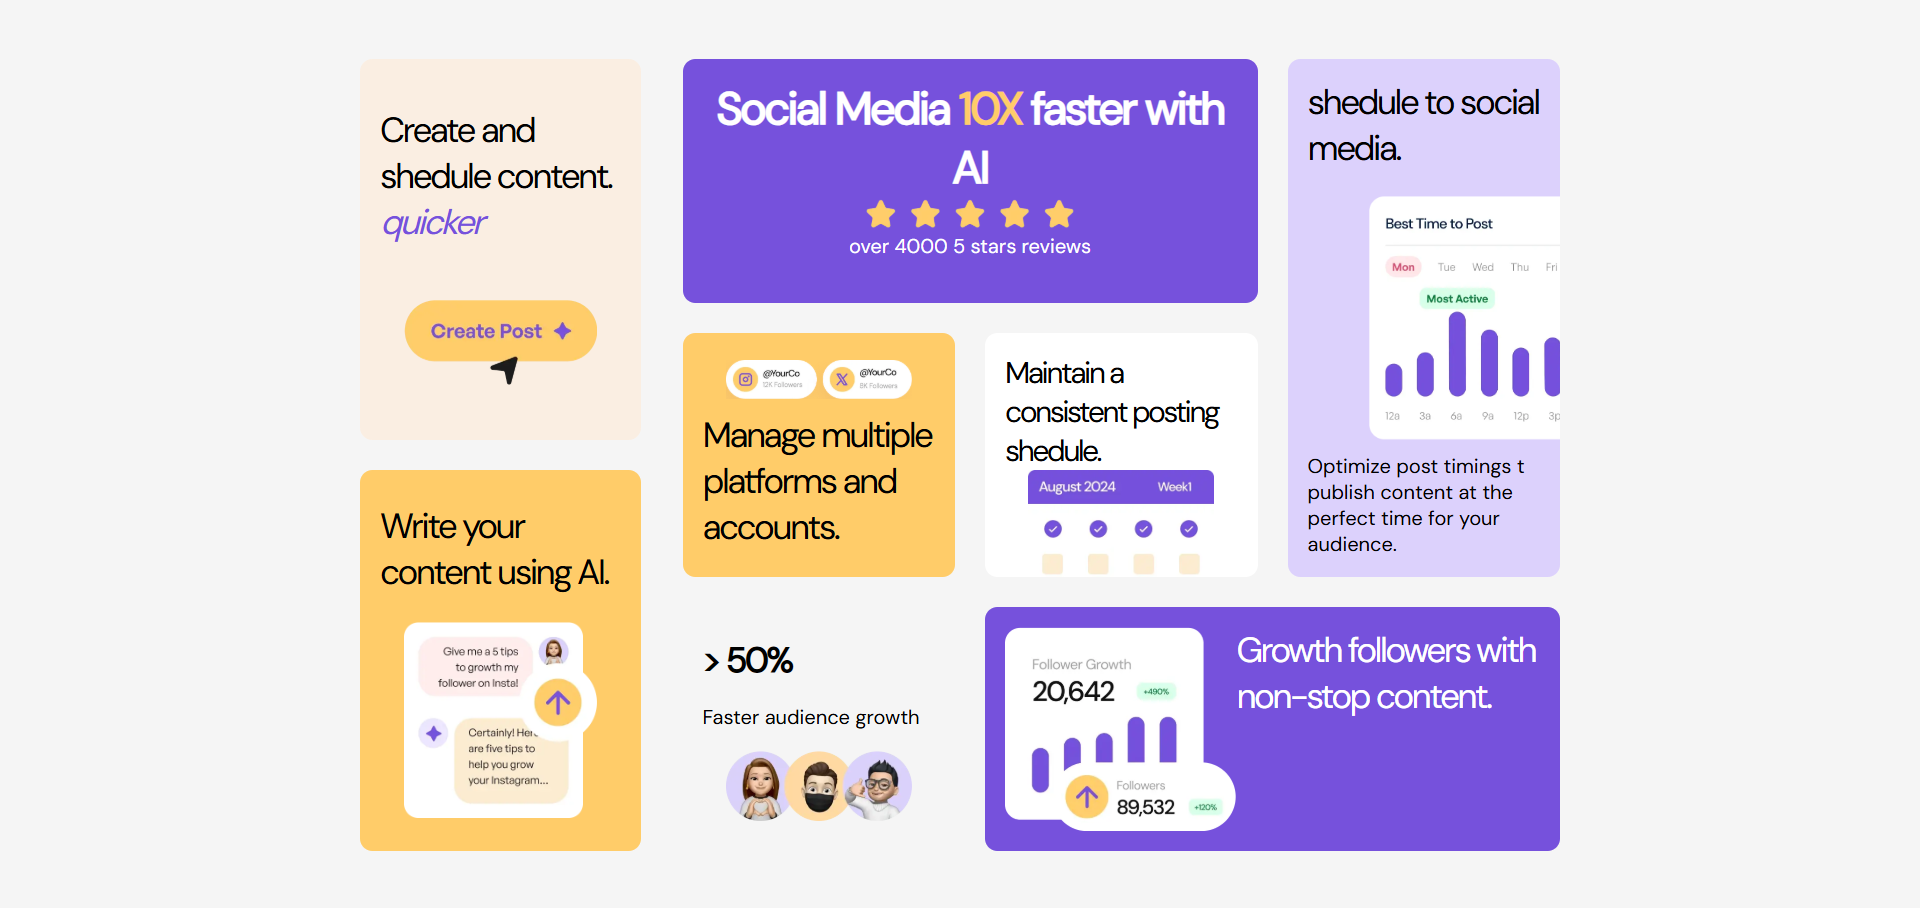 Create and
shedule content.
quicker
Create Post
Write your
content using AI.
Give me a 5 tips
to growth my
follower on Insta!
Certainly! Here
are five tips to
help you grow
your Instagram...
Social Media 10X faster with
AI
over 4000 5 stars reviews
@YourCo
12K Followers
@YourCo
8K Followers
Manage multiple
platforms and
accounts.
Maintain a
consistent posting
shedule.
August 2024 Week1
> 50%
Faster audience growth
shedule to social
media.
Best Time to Post
Mon Tue Wed Thu Fri
Most Active
12a 3a 6a 9a 12p 3p
Optimize post timings t
publish content at the
perfect time for your
audience.
Follower Growth
20,642 +490%
Followers
89,532 +120%
Growth followers with
non-stop content.